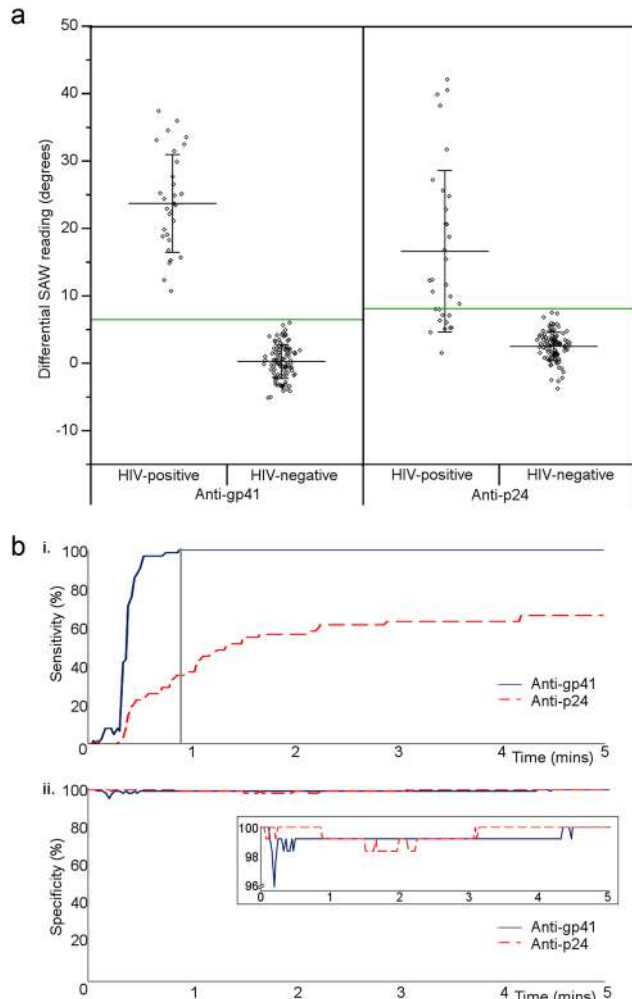 a
Differential SAW reading (degrees)
50
40
30
20
10
0
-10
HIV-positive HIV-negative HIV-positive HIV-negative
Anti-gp41 Anti-p24
b i.
Sensitivity (%)
100
80
60
40
20
0
Anti-gp41
Anti-p24
1 2 3 4 Time (mins) 5
ii.
Specificity (%)
100
80
60
40
20
0
100
98
96
0 1 2 3 4 5
Anti-gp41
Anti-p24
1 2 3 4 Time (mins) 5